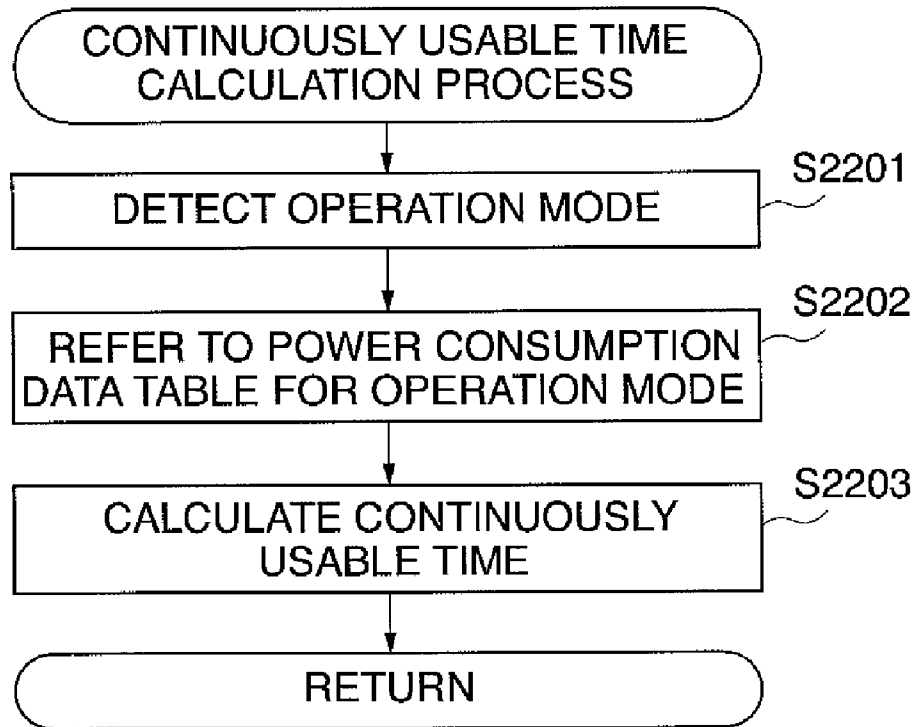 CONTINUOUSLY USABLE TIME
CALCULATION PROCESS
S2201
DETECT OPERATION MODE
S2202
REFER TO POWER CONSUMPTION
DATA TABLE FOR OPERATION MODE
S2203
CALCULATE CONTINUOUSLY
USABLE TIME
RETURN